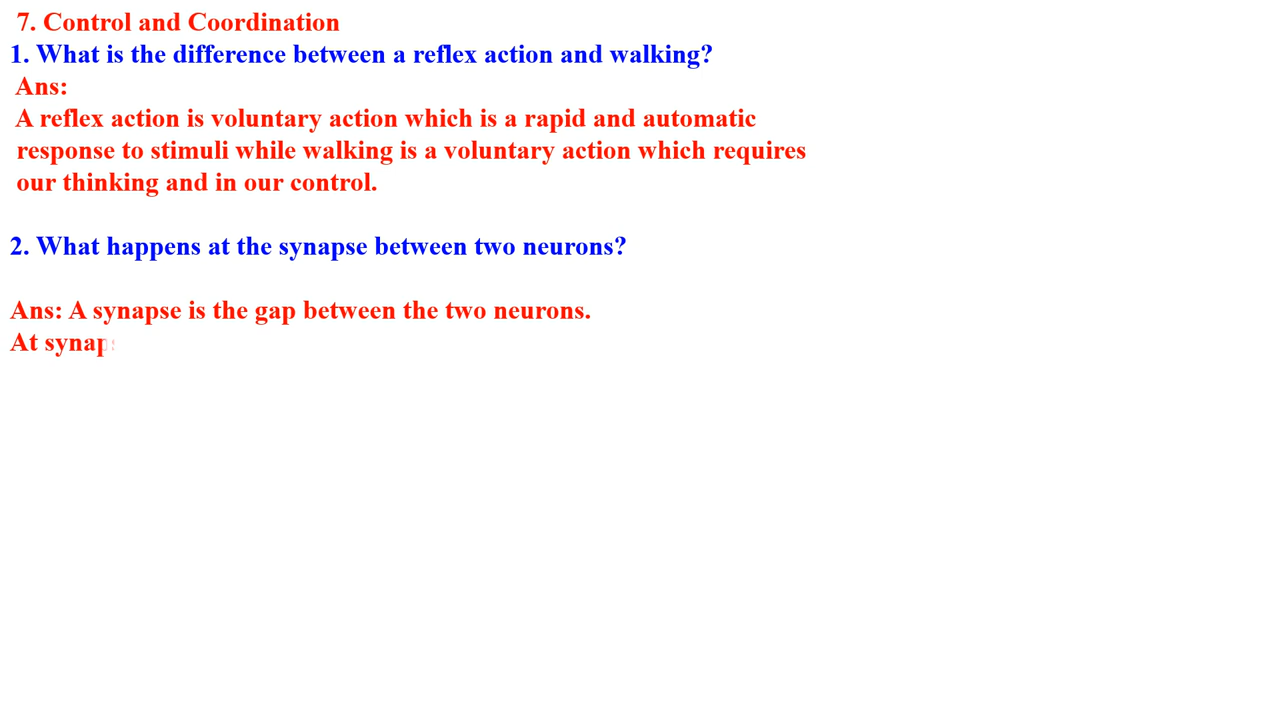 7. Control and Coordination
1. What is the difference between a reflex action and walking?
Ans:
A reflex action is voluntary action which is a rapid and automatic
response to stimuli while walking is a voluntary action which requires
our thinking and in our control.
2. What happens at the synapse between two neurons?
Ans: A synapse is the gap between the two neurons.
At